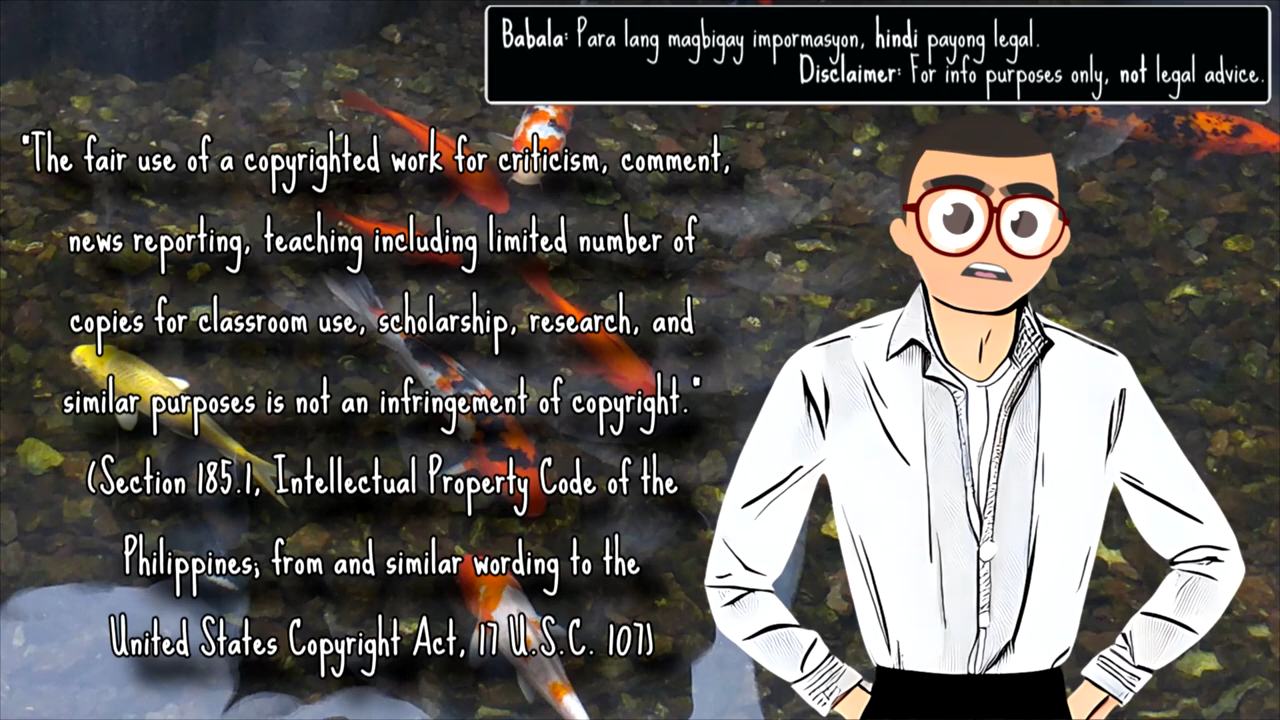 Babala: Para lang magbigay impormasyon, hindi payong legal.
Disclaimer: For info purposes only, not legal advice.
"The fair use of a copyrighted work for criticism, comment,
news reporting, teaching including limited number of
copies for classroom use, scholarship, research, and
similar purposes is not an infringement of copyright."
(Section 185.1, Intellectual Property Code of the
Philippines; from and similar wording to the
United States Copyright Act, 17 U.S.C. 107)